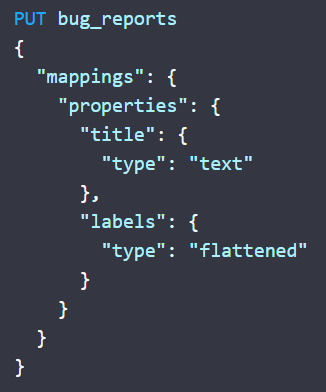 PUT bug_reports
{
  "mappings": {
    "properties": {
      "title": {
        "type": "text"
      },
      "labels": {
        "type": "flattened"
      }
    }
  }
}